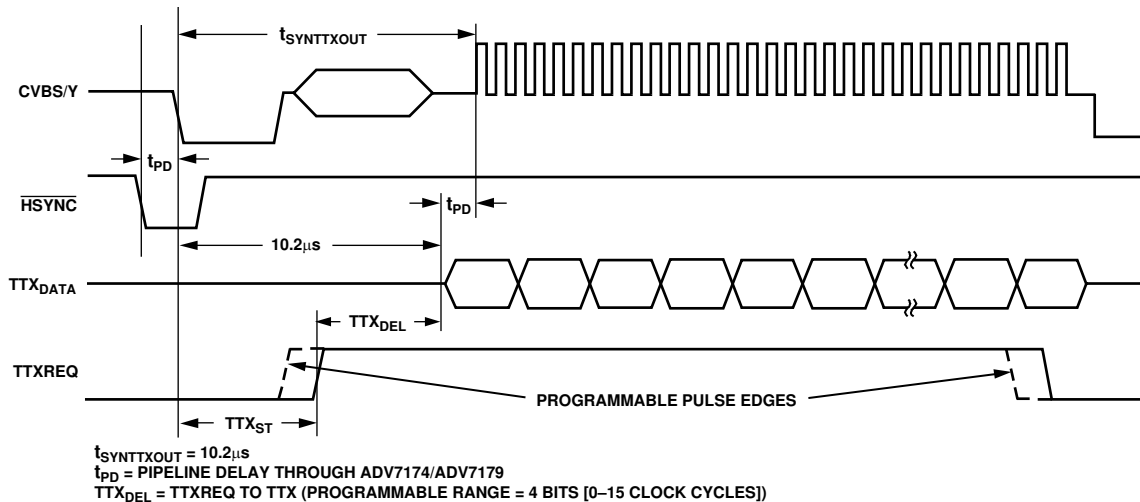 tSYNTTXOUT
CVBS/Y
tPD
HSYNC
tPD
10.2μs
TTXDATA
TTXDEL
TTXREQ
PROGRAMMABLE PULSE EDGES
TTXST
tSYNTTXOUT = 10.2μs
tPD = PIPELINE DELAY THROUGH ADV7174/ADV7179
TTXDEL = TTXREQ TO TTX (PROGRAMMABLE RANGE = 4 BITS [0–15 CLOCK CYCLES])